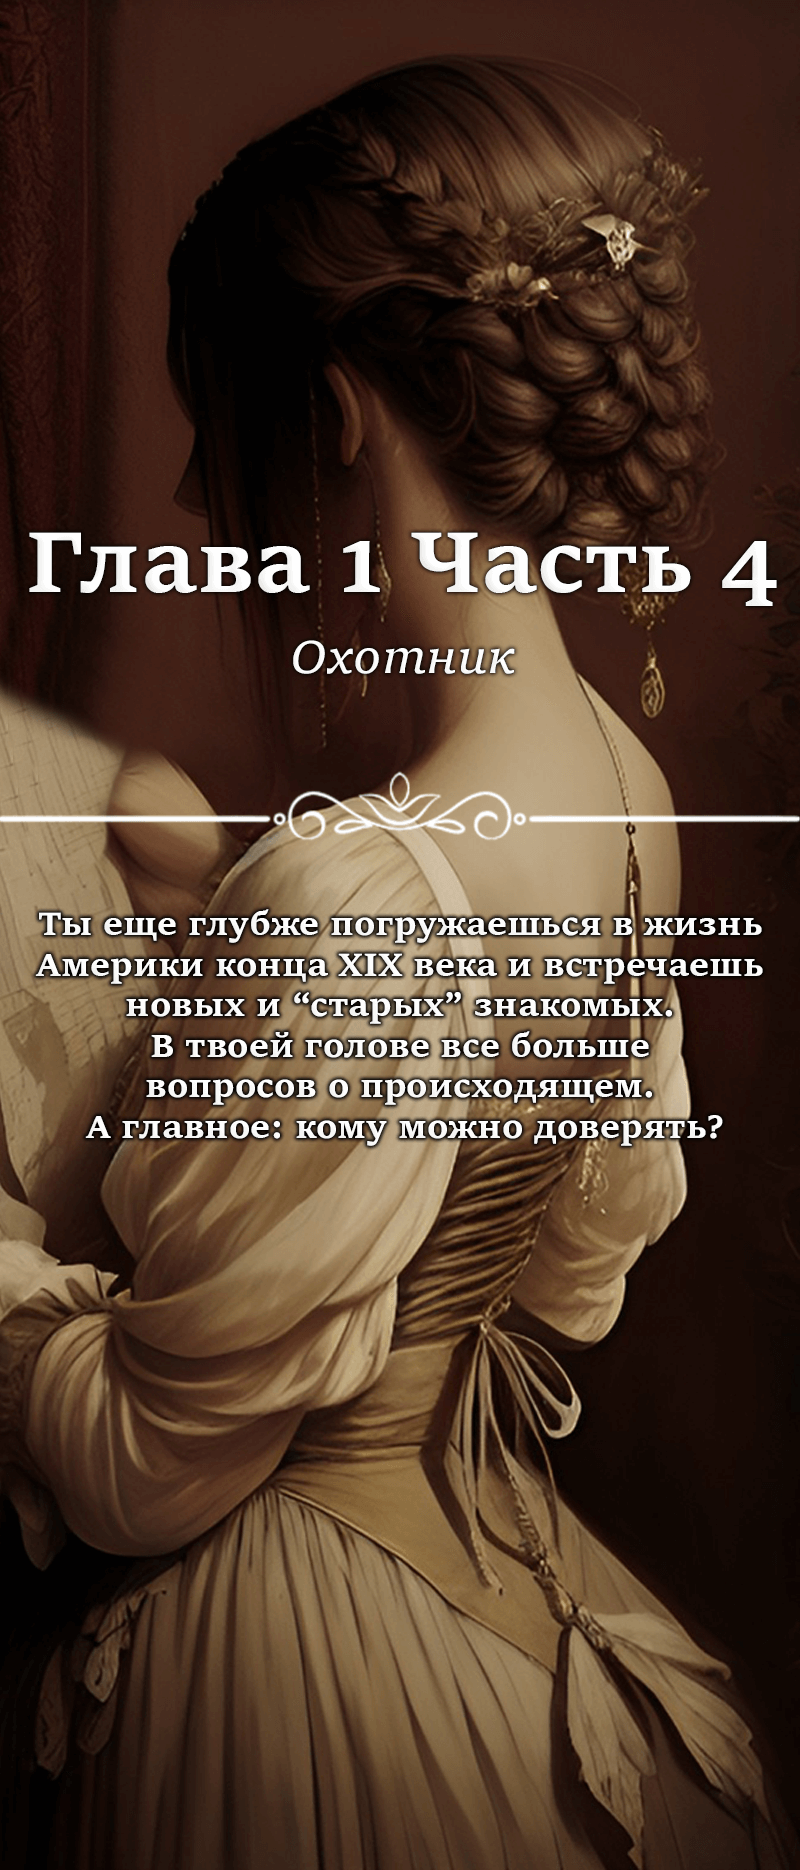 Глава 1 Часть 4
Охотник
Ты еще глубже погружаешься в жизнь
Америки конца XIX века и встречаешь
новых и “старых” знакомых.
В твоей голове все больше
вопросов о происходящем.
А главное: кому можно доверять?